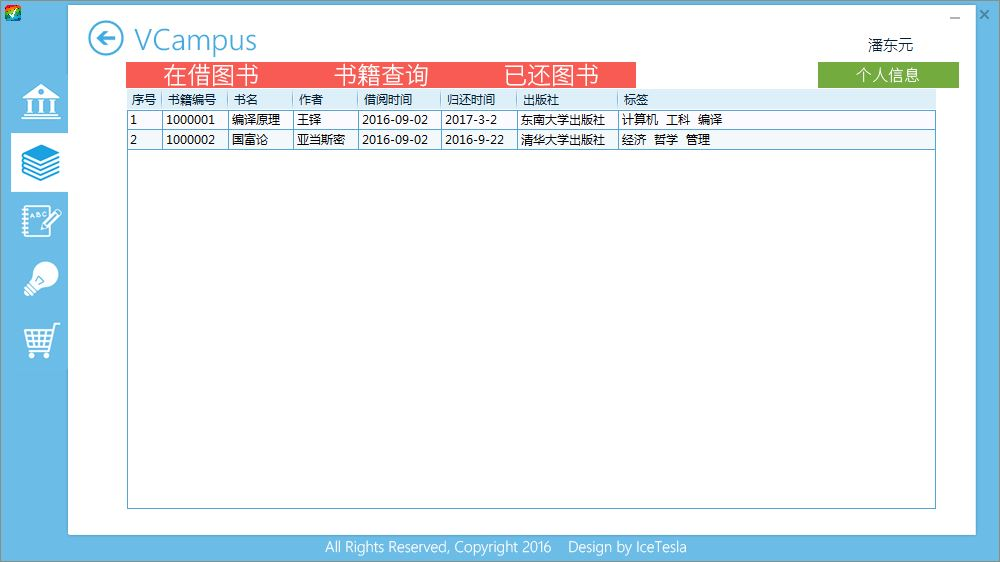 VCampus
潘东元
在借图书 书籍查询 已还图书 个人信息
序号 书籍编号 书名 作者 借阅时间 归还时间 出版社 标签
1 1000001 编译原理 王铎 2016-09-02 2017-3-2 东南大学出版社 计算机 工科 编译
2 1000002 国富论 亚当斯密 2016-09-02 2016-9-22 清华大学出版社 经济 哲学 管理
ABC
All Rights Reserved, Copyright 2016 Design by IceTesla